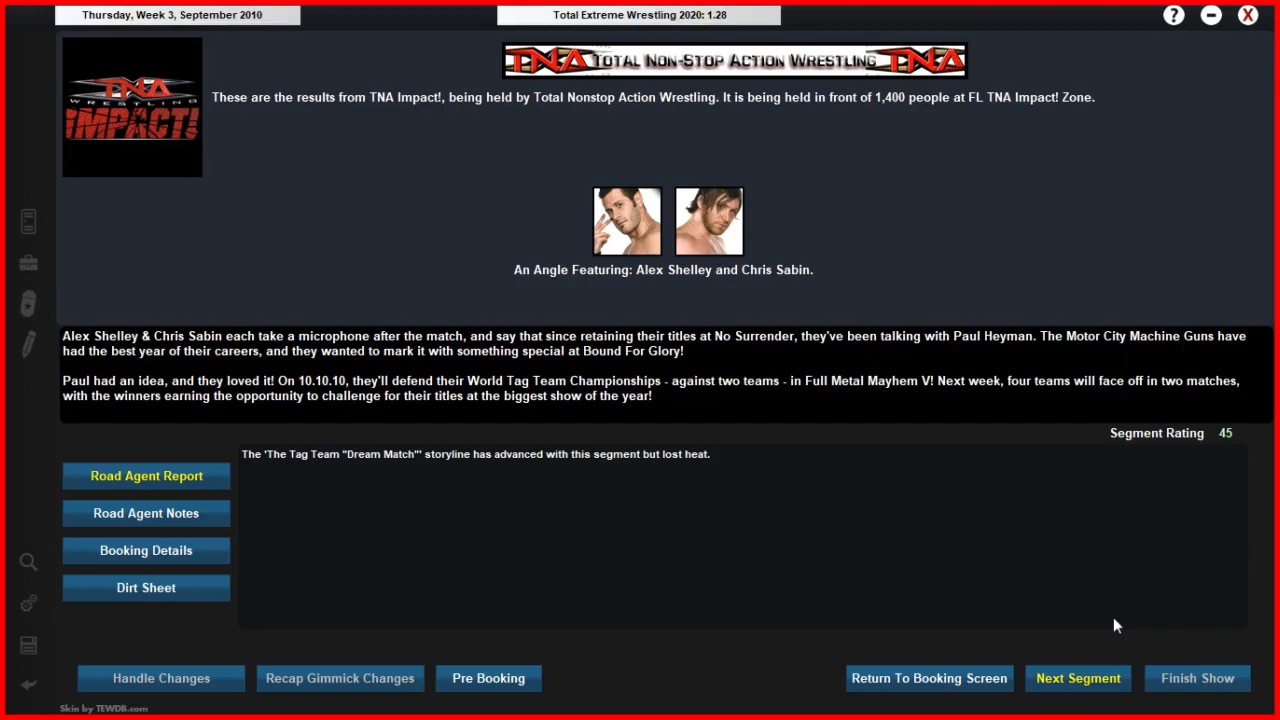 Thursday, Week 3, September 2010
Total Extreme Wrestling 2020: 1.28
? − X
TNA WRESTLING IMPACT!
TNA TOTAL NON-STOP ACTION WRESTLING TNA
These are the results from TNA Impact!, being held by Total Nonstop Action Wrestling. It is being held in front of 1,400 people at FL TNA Impact! Zone.
An Angle Featuring: Alex Shelley and Chris Sabin.
Alex Shelley & Chris Sabin each take a microphone after the match, and say that since retaining their titles at No Surrender, they've been talking with Paul Heyman. The Motor City Machine Guns have
had the best year of their careers, and they wanted to mark it with something special at Bound For Glory!
Paul had an idea, and they loved it! On 10.10.10, they'll defend their World Tag Team Championships - against two teams - in Full Metal Mayhem V! Next week, four teams will face off in two matches,
with the winners earning the opportunity to challenge for their titles at the biggest show of the year!
Segment Rating 45
Road Agent Report
The 'The Tag Team "Dream Match"' storyline has advanced with this segment but lost heat.
Road Agent Notes
Booking Details
Dirt Sheet
Handle Changes
Recap Gimmick Changes
Pre Booking
Return To Booking Screen
Next Segment
Finish Show
Skin by TEWDB.com